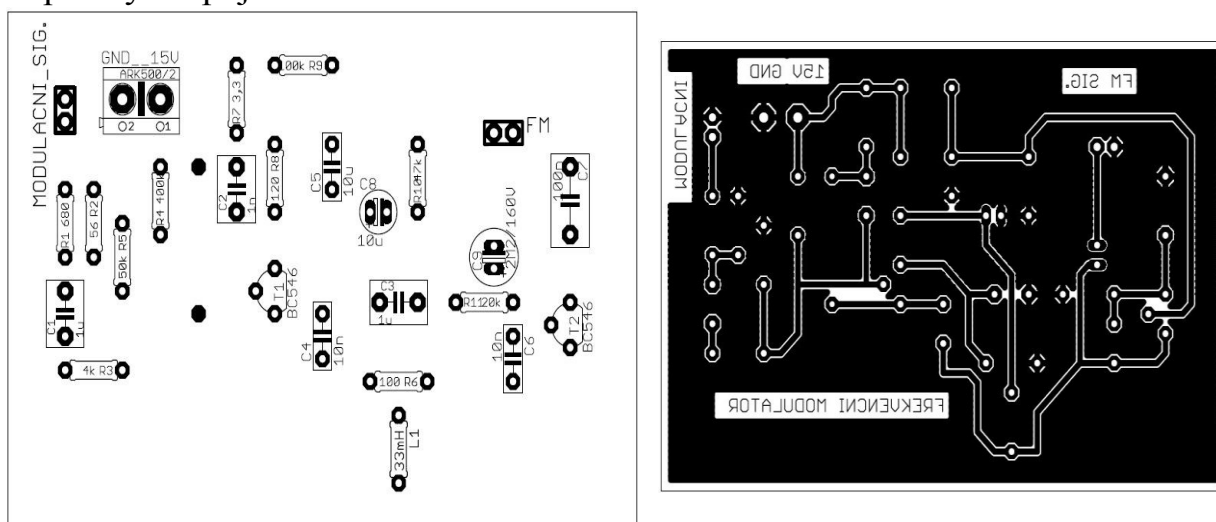 MODULACNI_SIG.
GND__15V
ARK500/2
O2 O1
R7 3,3
R9
FM
R1 680
56 R2
R4 400k
50k R5
C2
1n
120 R8
C5
10u
C8
10u
R10
47k
100n
C7
C9
2M2/160V
T1
BC546
C3
1u
R11
20k
T2
BC546
C1
1u
C4
10n
10n
C6
4k R3
100 R6
33mH
L1
MODULACNI
15V GND
FM SIG.
FREKVENCNI MODULATOR